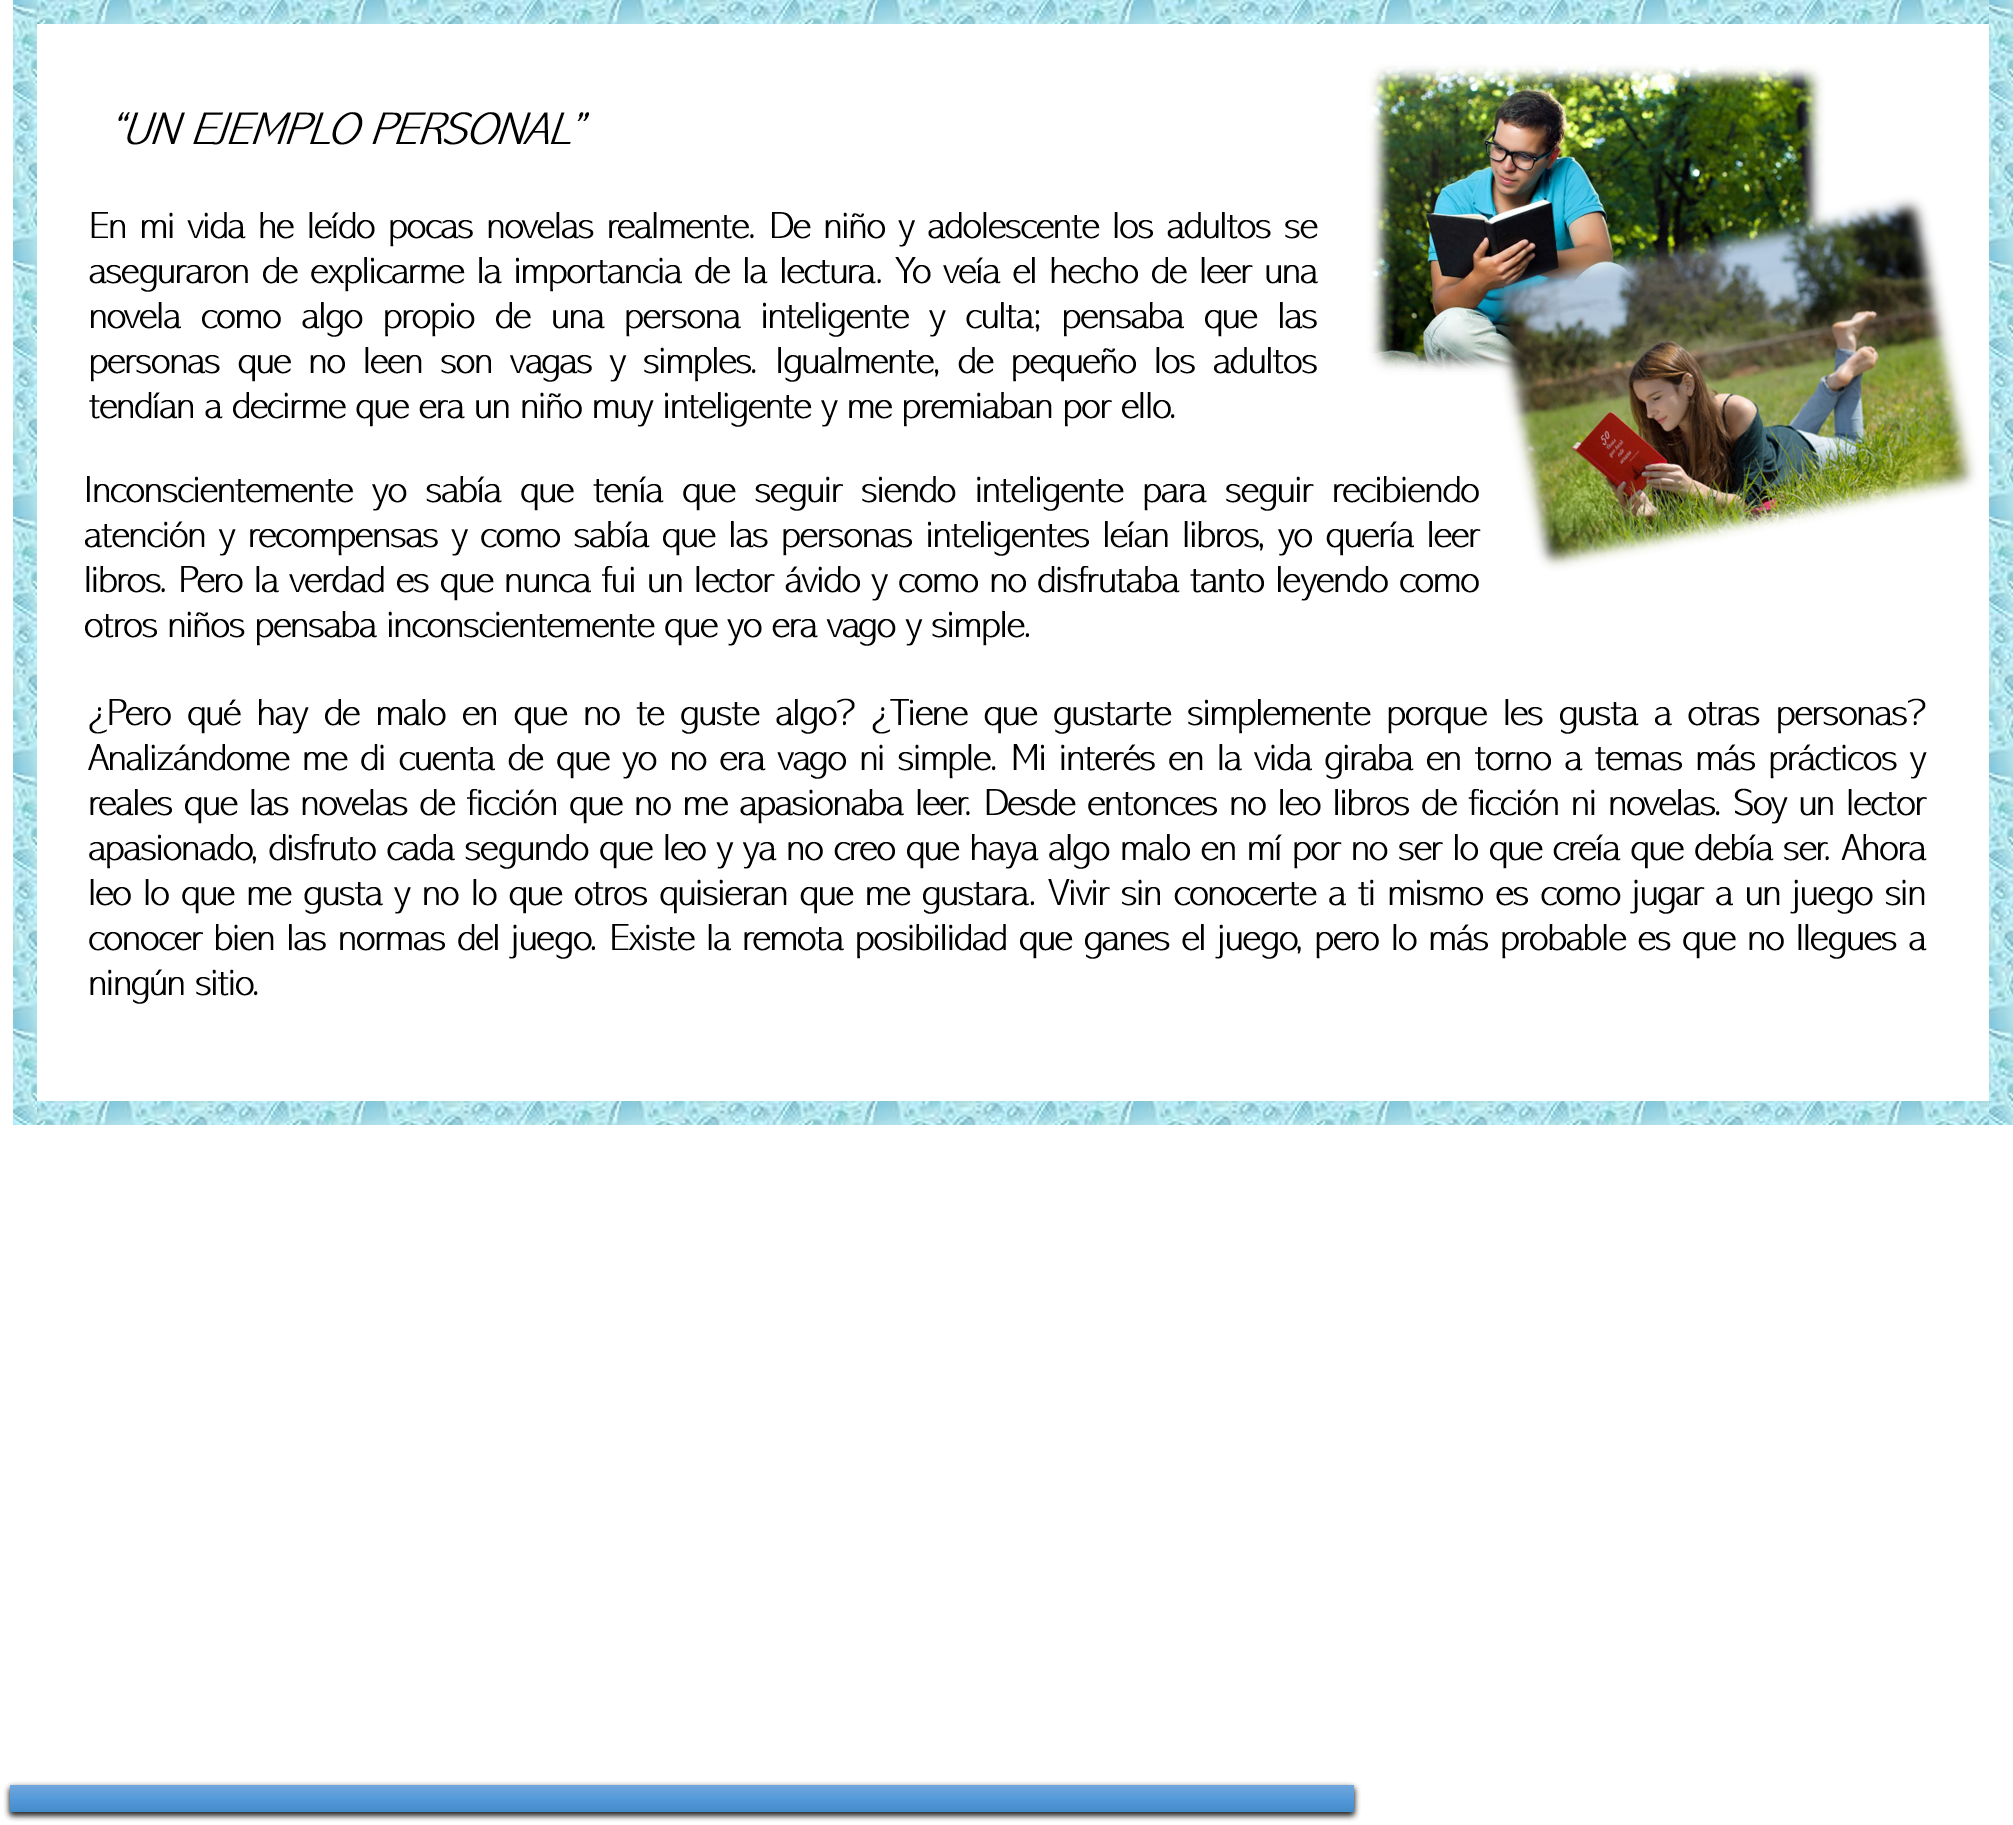 “UN EJEMPLO PERSONAL”
En mi vida he leído pocas novelas realmente. De niño y adolescente los adultos se
aseguraron de explicarme la importancia de la lectura. Yo veía el hecho de leer una
novela como algo propio de una persona inteligente y culta; pensaba que las
personas que no leen son vagas y simples. Igualmente, de pequeño los adultos
tendían a decirme que era un niño muy inteligente y me premiaban por ello.
Inconscientemente yo sabía que tenía que seguir siendo inteligente para seguir recibiendo
atención y recompensas y como sabía que las personas inteligentes leían libros, yo quería leer
libros. Pero la verdad es que nunca fui un lector ávido y como no disfrutaba tanto leyendo como
otros niños pensaba inconscientemente que yo era vago y simple.
¿Pero qué hay de malo en que no te guste algo? ¿Tiene que gustarte simplemente porque les gusta a otras personas?
Analizándome me di cuenta de que yo no era vago ni simple. Mi interés en la vida giraba en torno a temas más prácticos y
reales que las novelas de ficción que no me apasionaba leer. Desde entonces no leo libros de ficción ni novelas. Soy un lector
apasionado, disfruto cada segundo que leo y ya no creo que haya algo malo en mí por no ser lo que creía que debía ser. Ahora
leo lo que me gusta y no lo que otros quisieran que me gustara. Vivir sin conocerte a ti mismo es como jugar a un juego sin
conocer bien las normas del juego. Existe la remota posibilidad que ganes el juego, pero lo más probable es que no llegues a
ningún sitio.
50